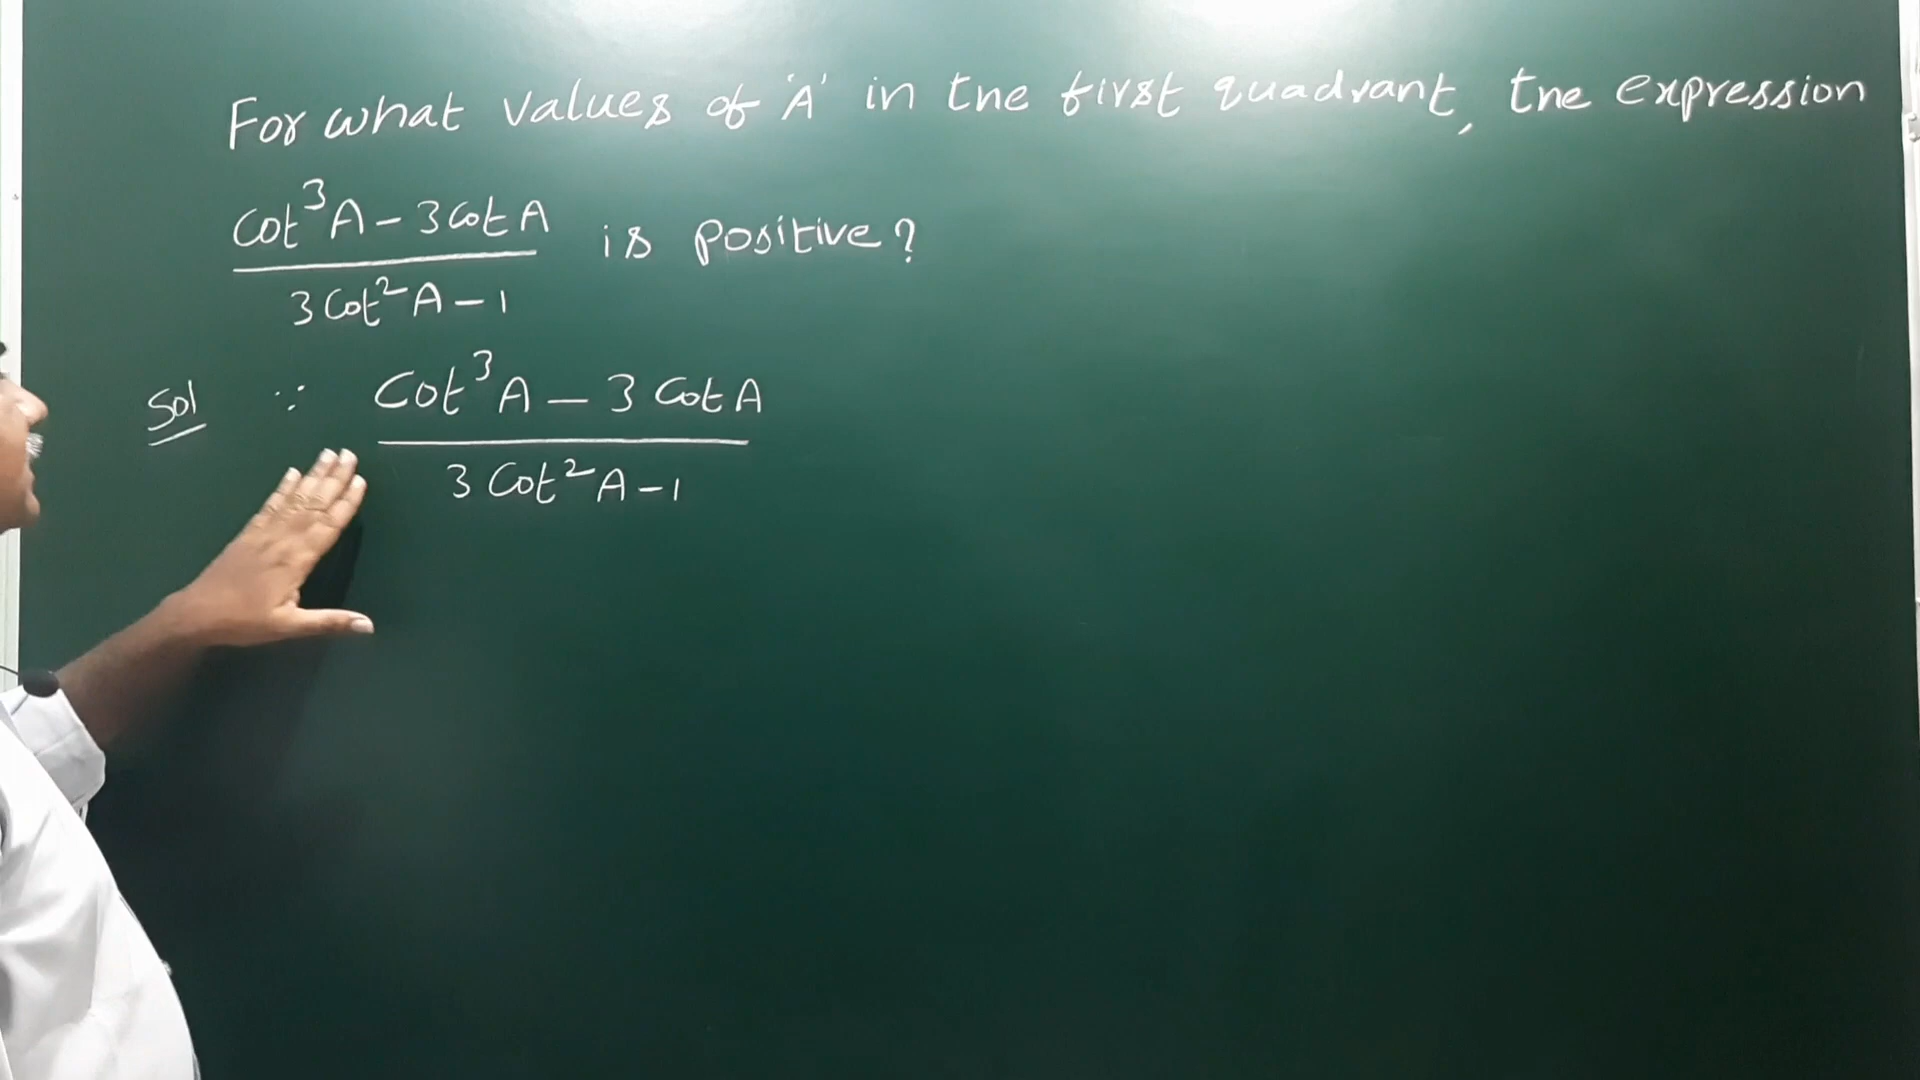 For what values of 'A' in the first quadrant, the expression
cot³A - 3cotA
is positive?
3cot²A - 1
Sol ∵ Cot³A - 3CotA
3Cot²A - 1